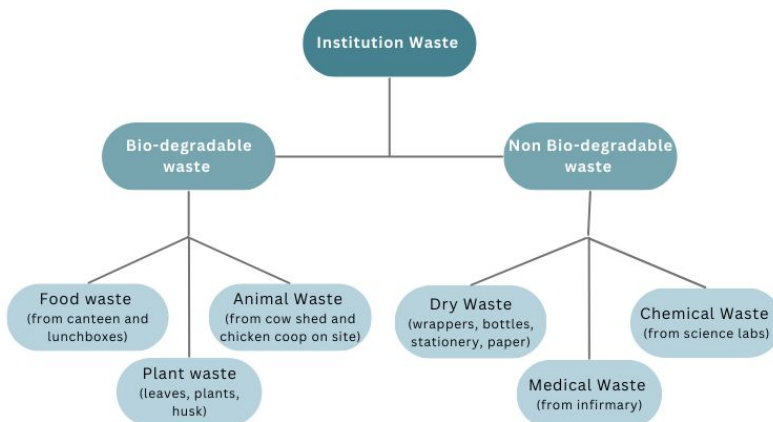 Institution Waste
Bio-degradable
waste
Non Bio-degradable
waste
Food waste
(from canteen and
lunchboxes)
Plant waste
(leaves, plants,
husk)
Animal Waste
(from cow shed and
chicken coop on site)
Dry Waste
(wrappers, bottles,
stationery, paper)
Medical Waste
(from infirmary)
Chemical Waste
(from science labs)